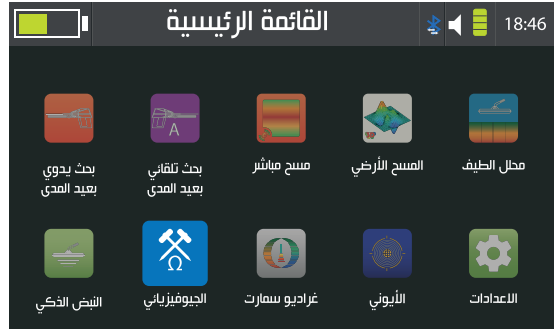 القائمة الرئيسية
18:46
محلل الطيف
المسح الأرضي
مسح مباشر
بحث تلقائي
بعيد المدى
بحث يدوي
بعيد المدى
A
الاعدادات
الأيوني
غراديو سمارت
الجيوفيزيائي
النبض الذكي
Ω